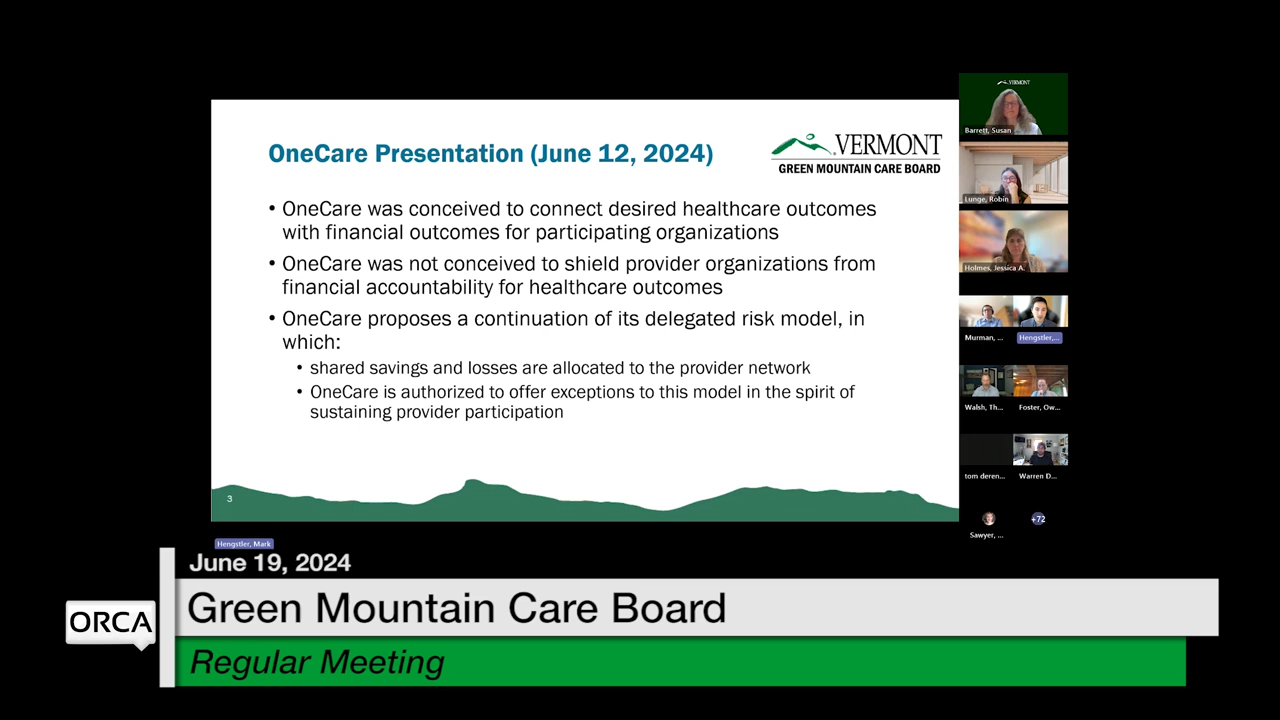 OneCare Presentation (June 12, 2024)
VERMONT
GREEN MOUNTAIN CARE BOARD
• OneCare was conceived to connect desired healthcare outcomes
with financial outcomes for participating organizations
• OneCare was not conceived to shield provider organizations from
financial accountability for healthcare outcomes
• OneCare proposes a continuation of its delegated risk model, in
which:
• shared savings and losses are allocated to the provider network
• OneCare is authorized to offer exceptions to this model in the spirit of
sustaining provider participation
3
VERMONT
Barrett, Susan
Lunge, Robin
Holmes, Jessica A.
Murman, ...
Hengstler,...
Walsh, Th...
Foster, Ow...
tom deren...
Warren D...
Sawyer, ...
+72
Hengstler, Mark
June 19, 2024
ORCA
Green Mountain Care Board
Regular Meeting